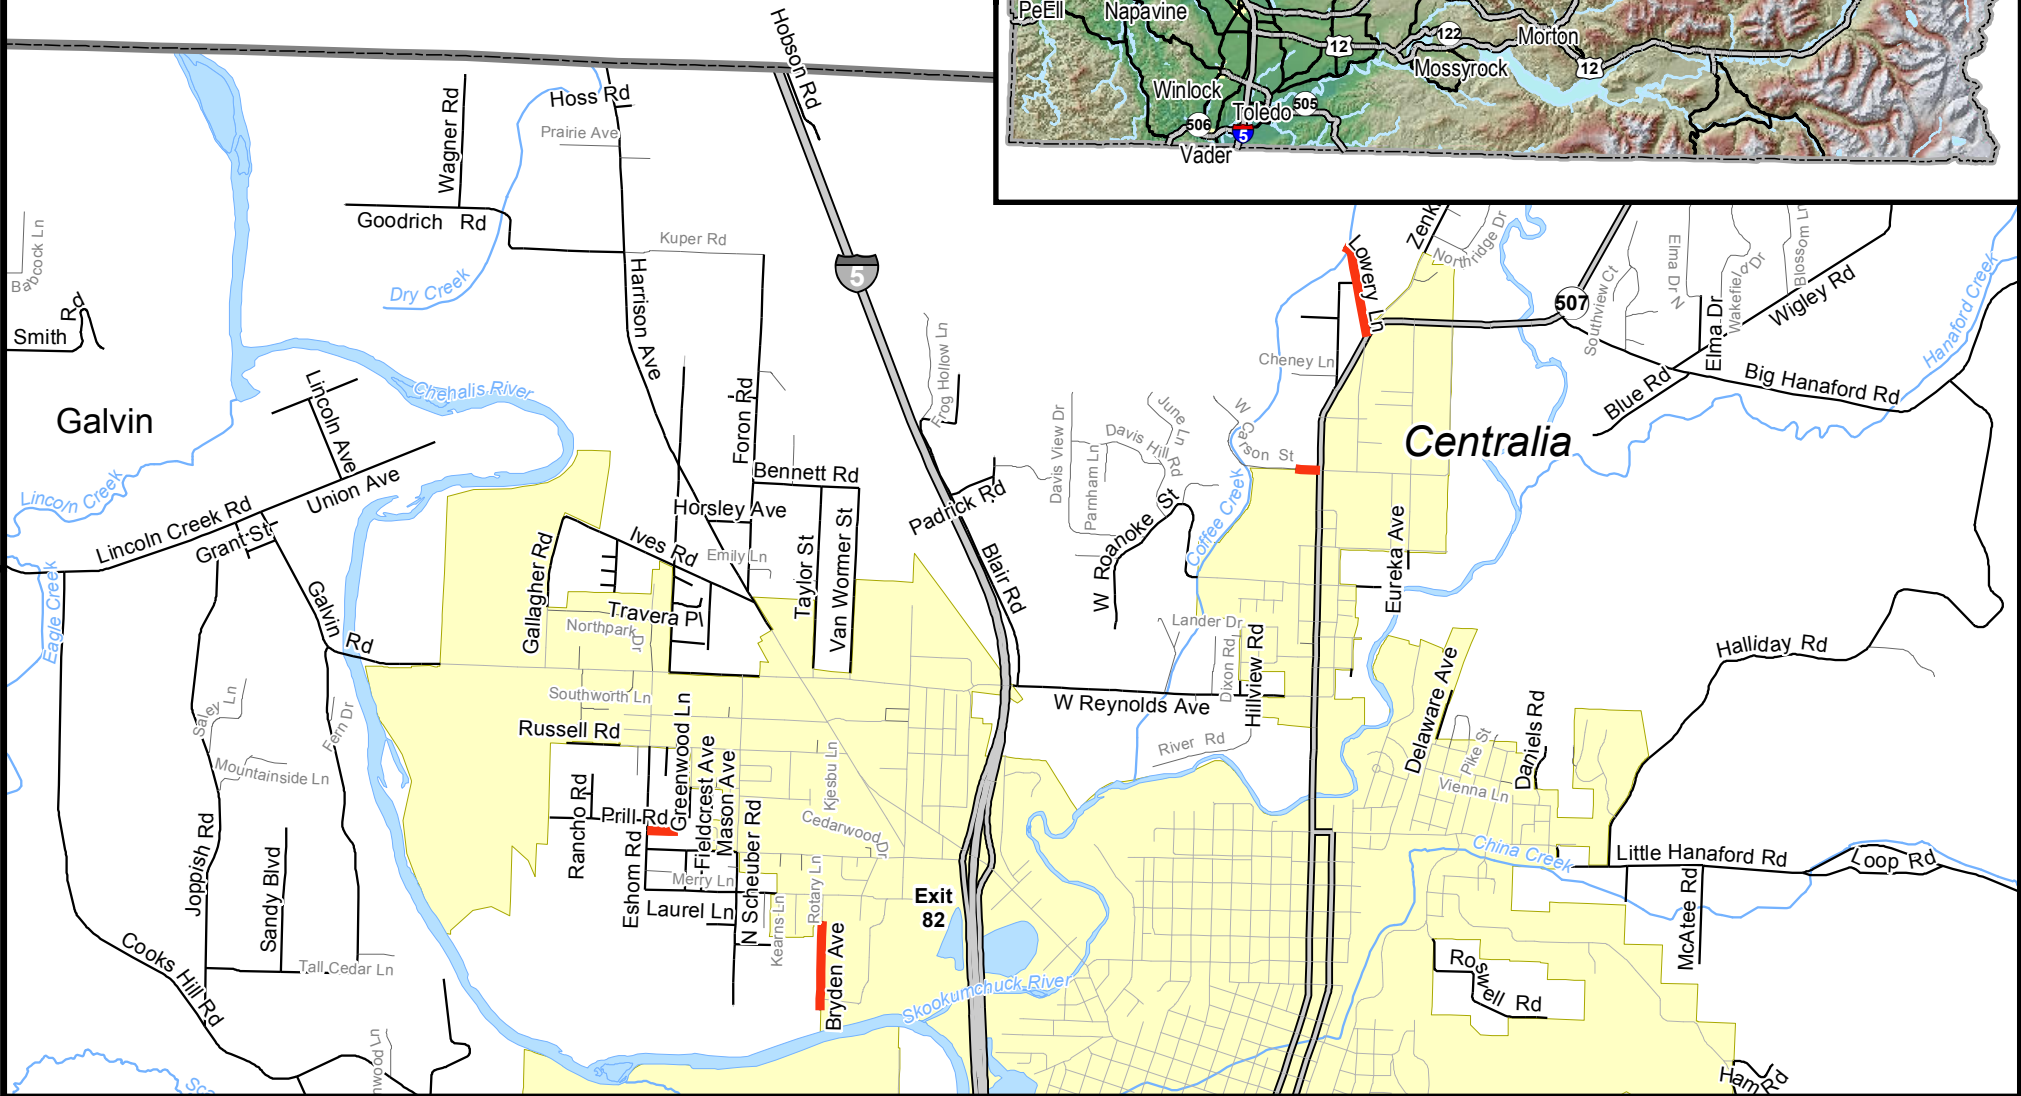 PeEll
Napavine
12
122
Morton
12
Mossyrock
Winlock
Toledo
505
506
5
Vader
Hobson Rd
Hoss Rd
Prairie Ave
Wagner Rd
Goodrich Rd
Kuper Rd
Babcock Ln
Dry Creek
Harrison Ave
5
Smith Rd
Lowery Ln
Northridge Dr
507
Southview Ct
Elma Dr N
Wakefield Dr
Blossom Ln
Elma Dr
Wigley Rd
Hanaford Creek
Cheney Ln
Blue Rd
Big Hanaford Rd
Frog Hollow Ln
Galvin
Chehalis River
Lincoln Ave
Foron Rd
Centralia
W Carson St
June Ln
Davis Hill Rd
Davis View Dr
Parnham Ln
Lincoln Creek
Union Ave
Bennett Rd
Padrick Rd
Lincoln Creek Rd
Grant St
Horsley Ave
Ives Rd
Emily Ln
Taylor St
Van Wormer St
Blair Rd
W Roanoke St
Coffee Creek
Eureka Ave
Eagle Creek
Galvin Rd
Gallagher Rd
Travera Pl
Northpark Dr
Lander Dr
Dixon Rd
Hillview Rd
Halliday Rd
Saley Ln
Fern Dr
Southworth Ln
W Reynolds Ave
Delaware Ave
Daniels Rd
Pike St
Russell Rd
Greenwood Ln
River Rd
Mountainside Ln
Fieldcrest Ave
Mason Ave
Kjesbu Ln
Vienna Ln
Rancho Rd
Prill Rd
Cedarwood Dr
China Creek
Joppish Rd
Sandy Blvd
Eshom Rd
N Scheuber Rd
Merry Ln
Rotary Ln
Little Hanaford Rd
Loop Rd
Laurel Ln
Kearns Ln
Exit
82
McAtee Rd
Cooks Hill Rd
Tall Cedar Ln
Bryden Ave
Skookumchuck River
Roswell Rd
Ham Rd